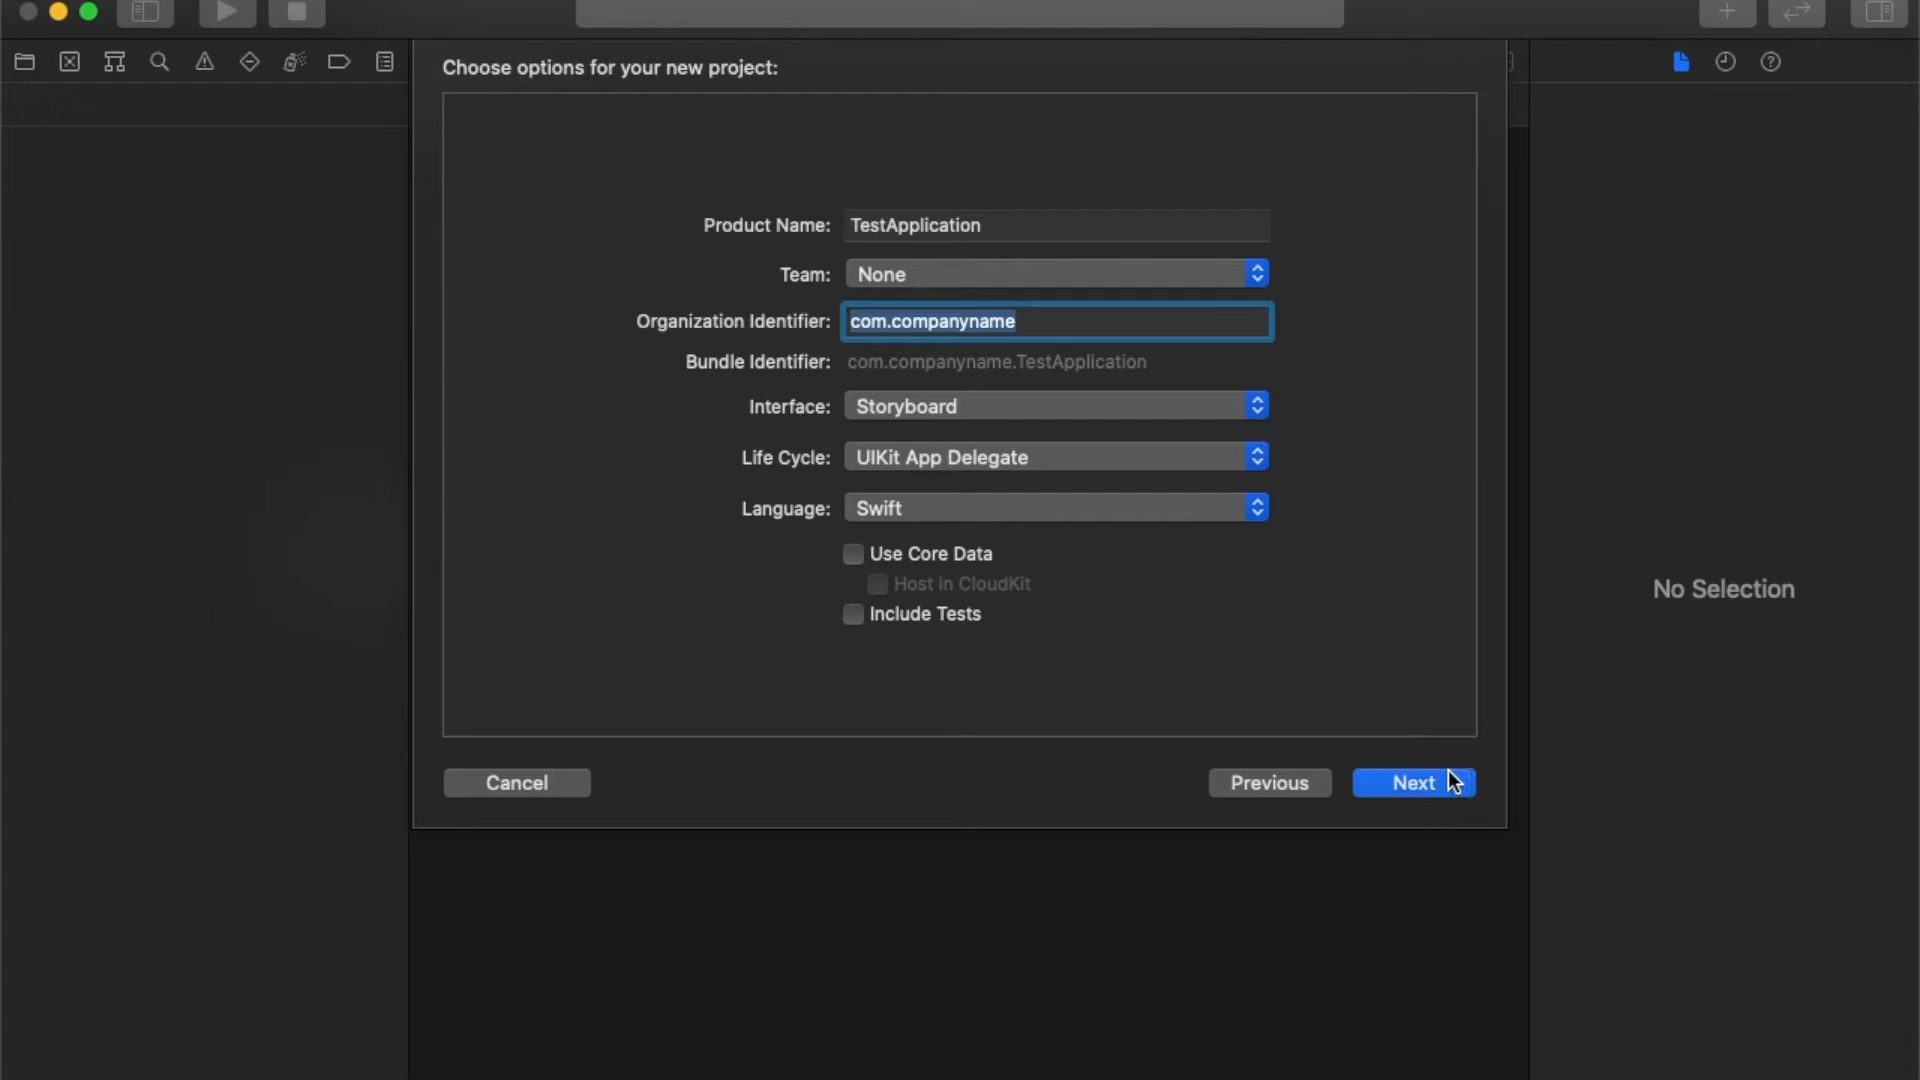 Choose options for your new project:
Product Name: TestApplication
Team: None
Organization Identifier: com.companyname
Bundle Identifier: com.companyname.TestApplication
Interface: Storyboard
Life Cycle: UIKit App Delegate
Language: Swift
Use Core Data
Host in CloudKit
Include Tests
No Selection
Cancel
Previous
Next